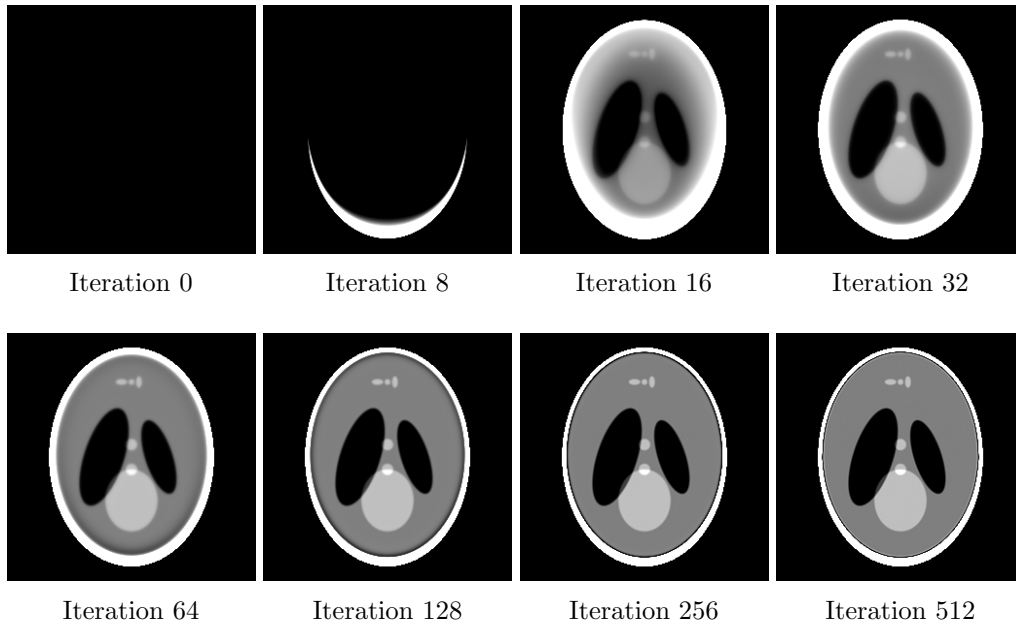 Iteration 0
Iteration 8
Iteration 16
Iteration 32
Iteration 64
Iteration 128
Iteration 256
Iteration 512